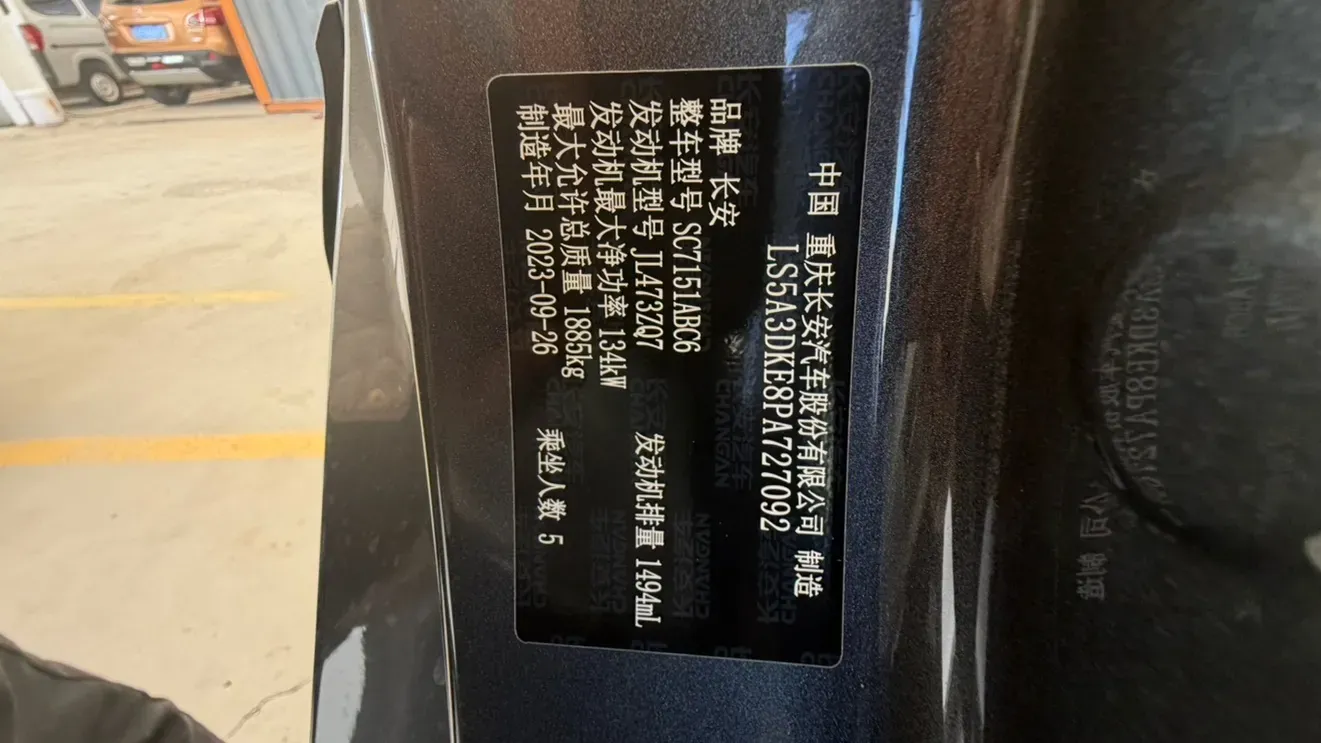 中国 重庆长安汽车股份有限公司 制造
LS5A3DKE8PA727092
品牌 长安
整车型号 SC7151ABC6
发动机型号 JL473ZQ7 发动机排量 1494mL
发动机最大净功率 134kW
最大允许总质量 1885kg
制造年月 2023-09-26 乘坐人数 5